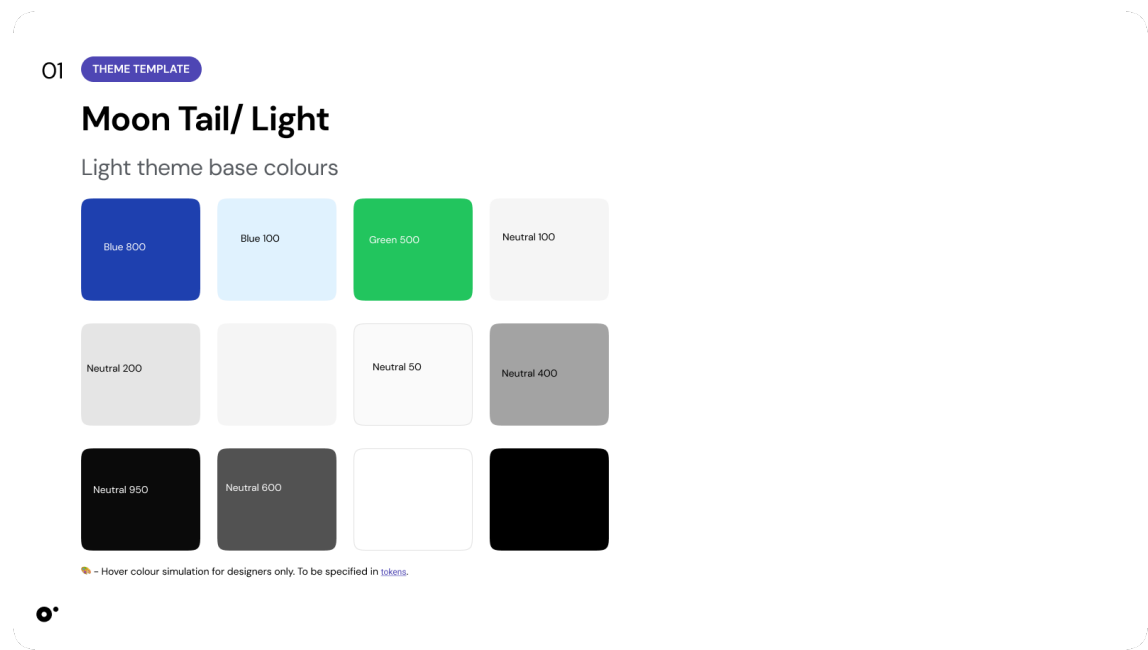 01
THEME TEMPLATE
Moon Tail/ Light
Light theme base colours
Blue 800
Blue 100
Green 500
Neutral 100
Neutral 200
Neutral 50
Neutral 400
Neutral 950
Neutral 600
🎨 - Hover colour simulation for designers only. To be specified in tokens.